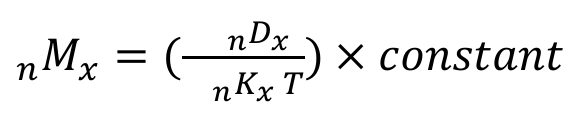 ₙMₓ = (ₙDₓ / ₙKₓ T) × constant